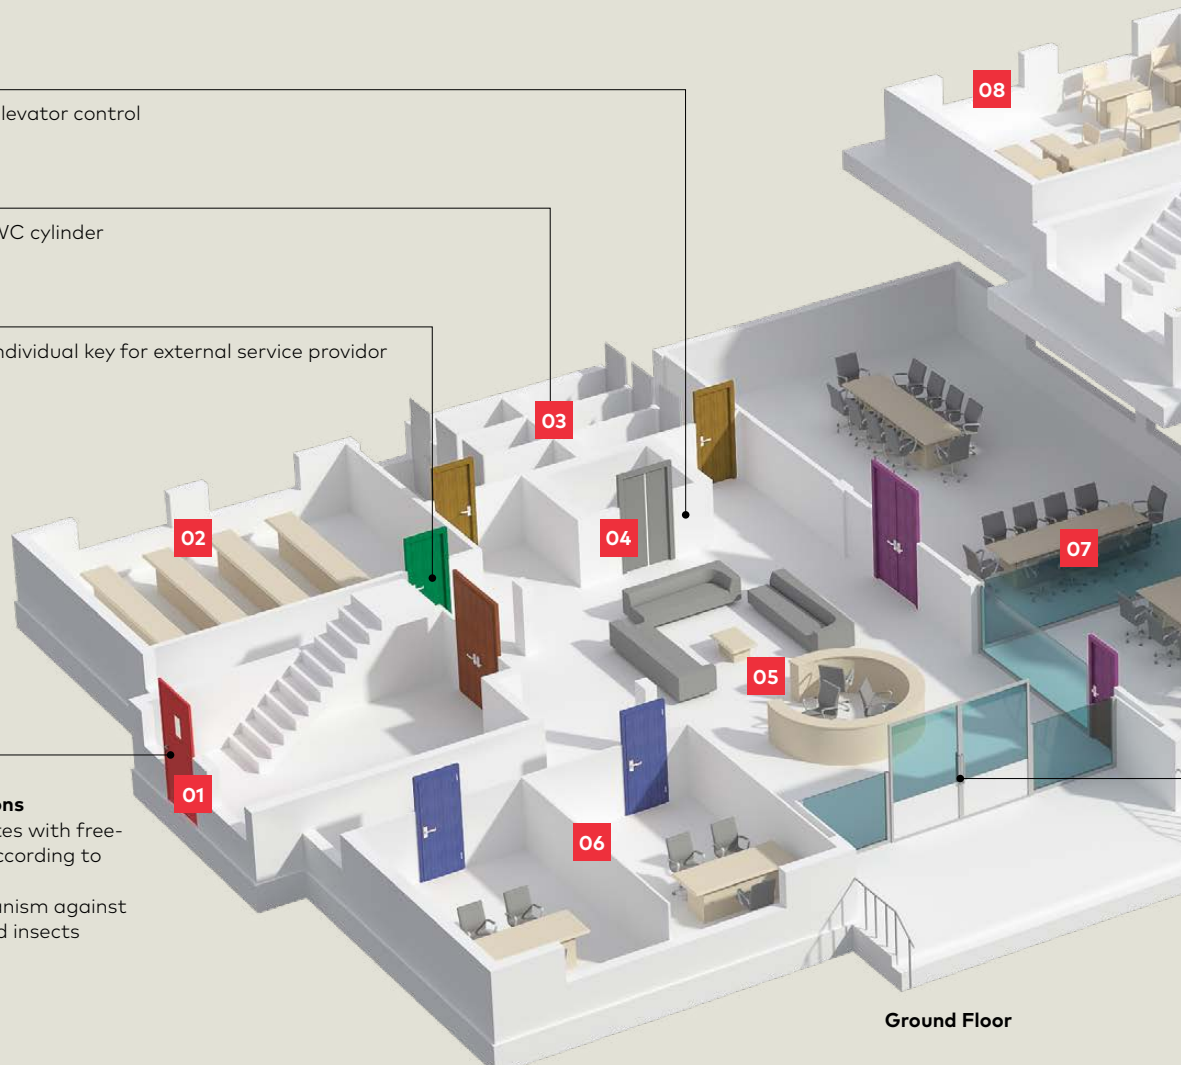 08
levator control
WC cylinder
ndividual key for external service providor
03
02
04
07
05
01
ons
tes with free-
ccording to
06
anism against
d insects
Ground Floor